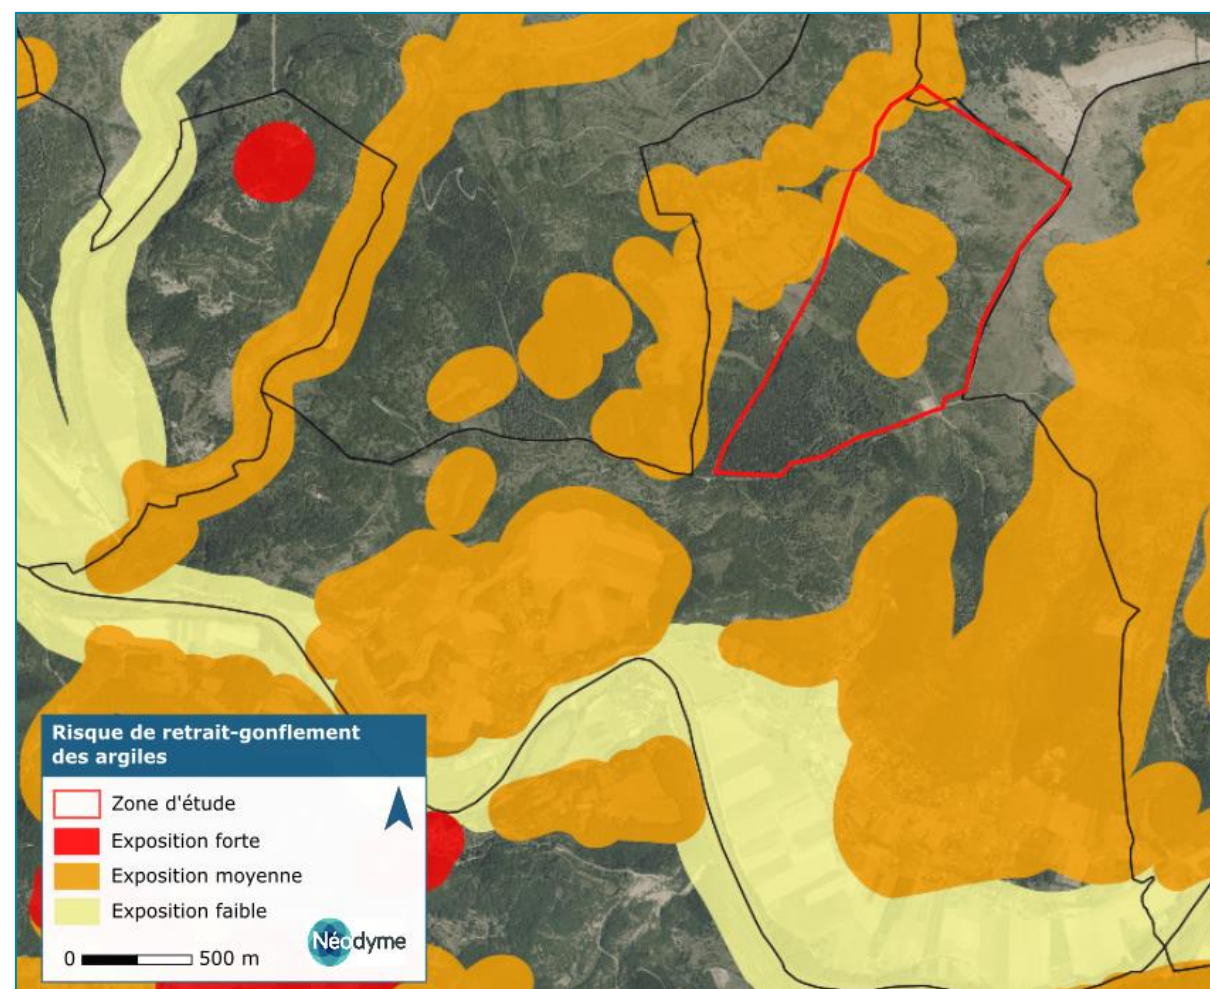 Risque de retrait-gonflement
des argiles
Zone d'étude
Exposition forte
Exposition moyenne
Exposition faible
0 500 m
Néodyme